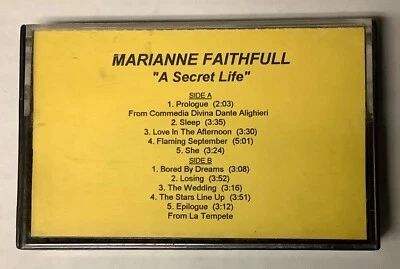 MARIANNE FAITHFULL
"A Secret Life"
SIDE A
1. Prologue (2:03)
From Commedia Divina Dante Alighieri
2. Sleep (3:35)
3. Love In The Afternoon (3:30)
4. Flaming September (5:01)
5. She (3:24)
SIDE B
1. Bored By Dreams (3:08)
2. Losing (3:52)
3. The Wedding (3:16)
4. The Stars Line Up (3:51)
5. Epilogue (3:12)
From La Tempete